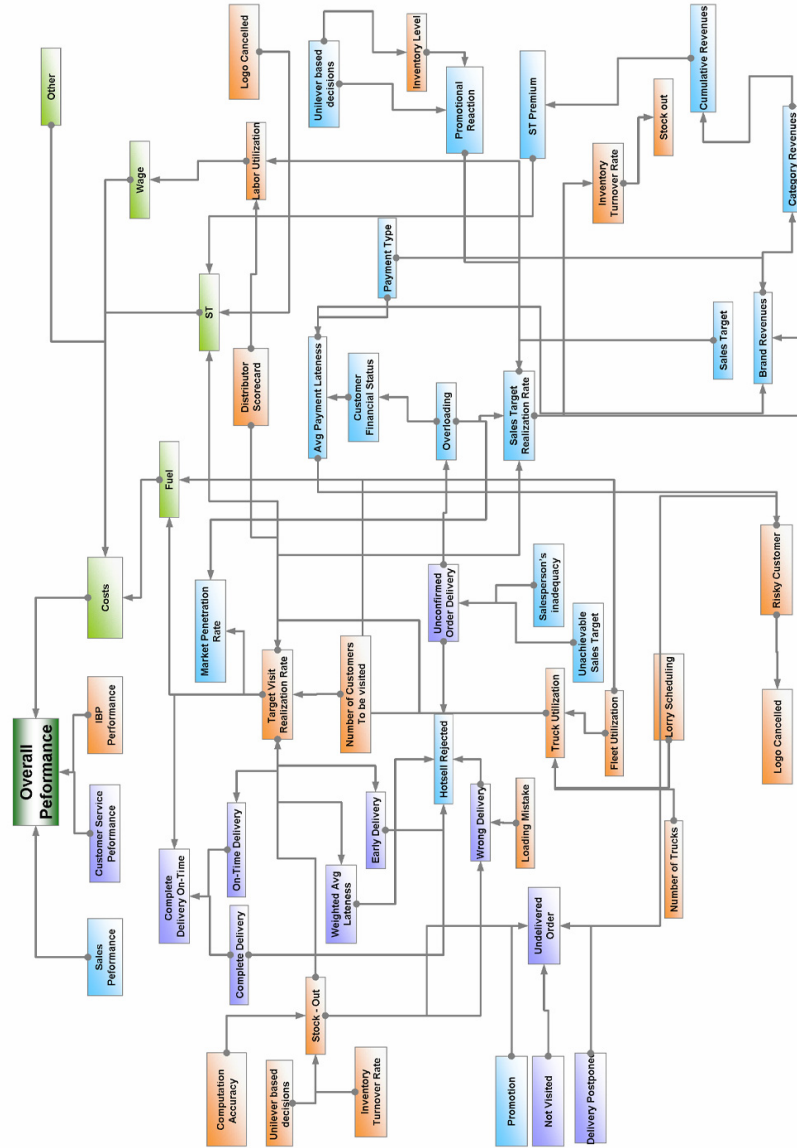 Overall
Peformance
Other
Sales
Peformance
Customer Service
Peformance
IBP
Performance
Costs
Wage
Fuel
ST
Complete
Delivery On-Time
Market Penetration
Rate
Complete Delivery
On-Time Delivery
Distributor
Scorecard
Labor Utilization
Logo Cancelled
Computation
Accuracy
Target Visit
Realization Rate
Unilever based
decisions
Stock - Out
Weighted Avg
Lateness
Number of Customers
To be visited
Avg Payment Lateness
Unilever based
decisions
Inventory
Turnover Rate
Early Delivery
Customer
Financial Status
Payment Type
Inventory Level
Hotsell Rejected
Unconfirmed
Order Delivery
Overloading
Promotional
Reaction
Wrong Delivery
Loading Mistake
Sales Target
Realization Rate
ST Premium
Promotion
Undelivered
Order
Truck Utilization
Salesperson's
inadequacy
Not Visited
Unachievable
Sales Target
Delivery Postponed
Fleet Utilization
Inventory
Turnover Rate
Number of Trucks
Lorry Scheduling
Stock out
Sales Target
Cumulative Revenues
Logo Cancelled
Risky Customer
Brand Revenues
Category Revenues